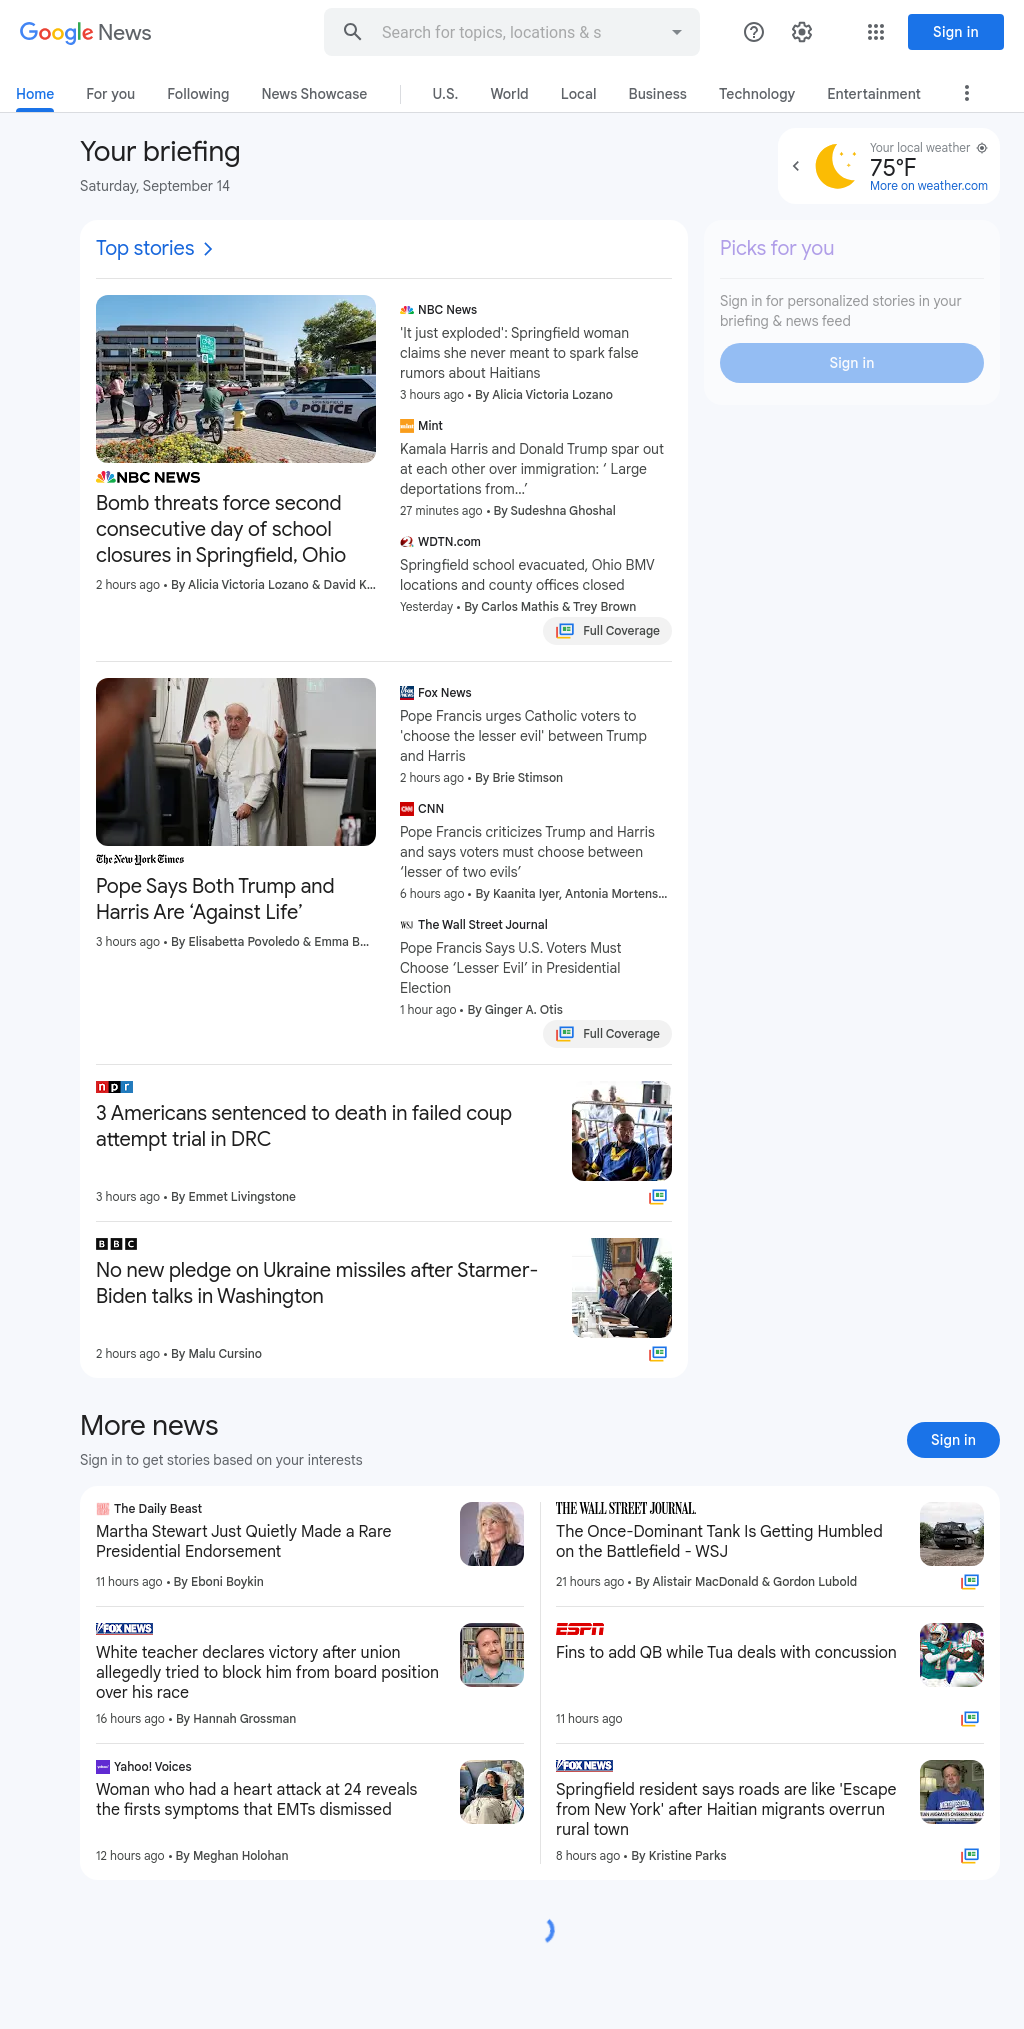 Google News
Search for topics, locations & s
Sign in
Home
For you
Following
News Showcase
U.S.
World
Local
Business
Technology
Entertainment
Your briefing
Saturday, September 14
Your local weather
75°F
More on weather.com
Top stories
POLICE
NBC NEWS
Bomb threats force second
consecutive day of school
closures in Springfield, Ohio
2 hours ago • By Alicia Victoria Lozano & David K...
NBC News
'It just exploded': Springfield woman
claims she never meant to spark false
rumors about Haitians
3 hours ago • By Alicia Victoria Lozano
Mint
Kamala Harris and Donald Trump spar out
at each other over immigration: ‘ Large
deportations from...’
27 minutes ago • By Sudeshna Ghoshal
WDTN.com
Springfield school evacuated, Ohio BMV
locations and county offices closed
Yesterday • By Carlos Mathis & Trey Brown
Full Coverage
Picks for you
Sign in for personalized stories in your
briefing & news feed
Sign in
The New York Times
Pope Says Both Trump and
Harris Are ‘Against Life’
3 hours ago • By Elisabetta Povoledo & Emma B...
Fox News
Pope Francis urges Catholic voters to
'choose the lesser evil' between Trump
and Harris
2 hours ago • By Brie Stimson
CNN
Pope Francis criticizes Trump and Harris
and says voters must choose between
‘lesser of two evils’
6 hours ago • By Kaanita Iyer, Antonia Mortens...
WSJ The Wall Street Journal
Pope Francis Says U.S. Voters Must
Choose ‘Lesser Evil’ in Presidential
Election
1 hour ago • By Ginger A. Otis
Full Coverage
npr
3 Americans sentenced to death in failed coup
attempt trial in DRC
3 hours ago • By Emmet Livingstone
BBC
No new pledge on Ukraine missiles after Starmer-
Biden talks in Washington
2 hours ago • By Malu Cursino
More news
Sign in to get stories based on your interests
Sign in
The Daily Beast
Martha Stewart Just Quietly Made a Rare
Presidential Endorsement
11 hours ago • By Eboni Boykin
THE WALL STREET JOURNAL.
The Once-Dominant Tank Is Getting Humbled
on the Battlefield - WSJ
21 hours ago • By Alistair MacDonald & Gordon Lubold
FOX NEWS
White teacher declares victory after union
allegedly tried to block him from board position
over his race
16 hours ago • By Hannah Grossman
ESPN
Fins to add QB while Tua deals with concussion
11 hours ago
Yahoo! Voices
Woman who had a heart attack at 24 reveals
the firsts symptoms that EMTs dismissed
12 hours ago • By Meghan Holohan
FOX NEWS
Springfield resident says roads are like 'Escape
from New York' after Haitian migrants overrun
rural town
8 hours ago • By Kristine Parks